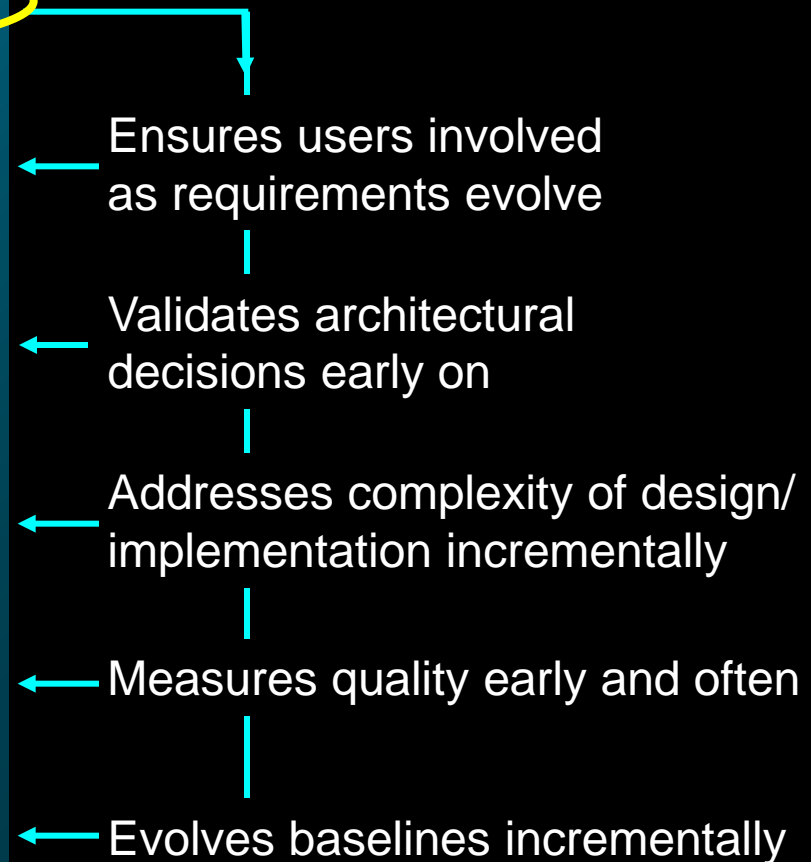 Ensures users involved
as requirements evolve
Validates architectural
decisions early on
Addresses complexity of design/
implementation incrementally
Measures quality early and often
Evolves baselines incrementally